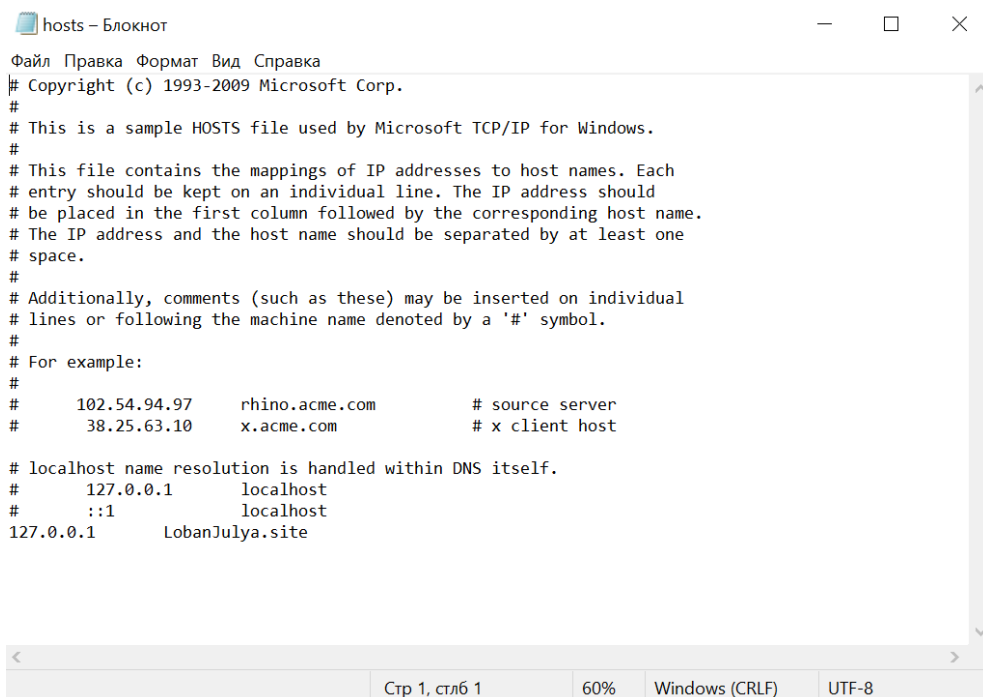 hosts – Блокнот
Файл Правка Формат Вид Справка
# Copyright (c) 1993-2009 Microsoft Corp.
#
# This is a sample HOSTS file used by Microsoft TCP/IP for Windows.
#
# This file contains the mappings of IP addresses to host names. Each
# entry should be kept on an individual line. The IP address should
# be placed in the first column followed by the corresponding host name.
# The IP address and the host name should be separated by at least one
# space.
#
# Additionally, comments (such as these) may be inserted on individual
# lines or following the machine name denoted by a '#' symbol.
#
# For example:
#
#      102.54.94.97     rhino.acme.com          # source server
#       38.25.63.10     x.acme.com              # x client host

# localhost name resolution is handled within DNS itself.
#       127.0.0.1       localhost
#       ::1             localhost
127.0.0.1       LobanJulya.site
Стр 1, стлб 1 60% Windows (CRLF) UTF-8